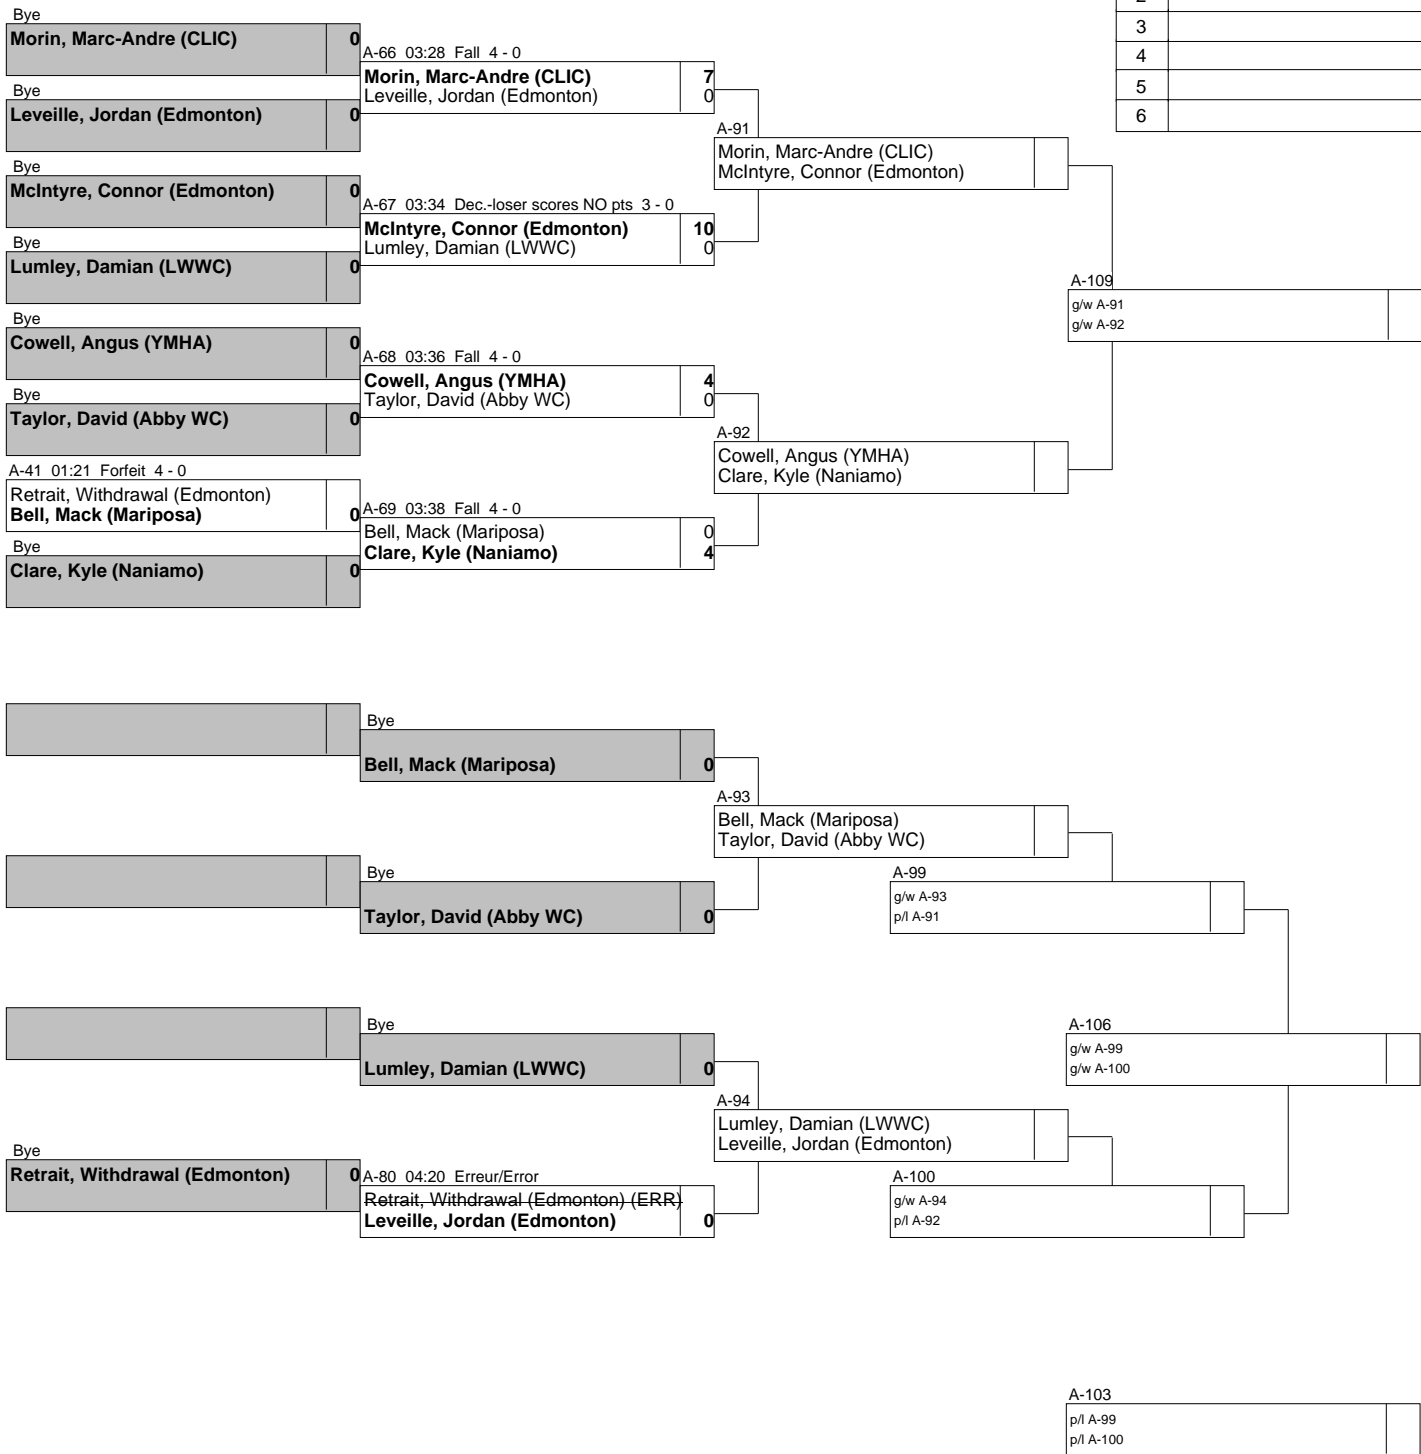 2
3
4
5
6
Bye
Morin, Marc-Andre (CLIC) 0
A-66 03:28 Fall 4 - 0
Morin, Marc-Andre (CLIC) 7
Leveille, Jordan (Edmonton) 0
Bye
Leveille, Jordan (Edmonton) 0
A-91
Morin, Marc-Andre (CLIC)
McIntyre, Connor (Edmonton)
Bye
McIntyre, Connor (Edmonton) 0
A-67 03:34 Dec.-loser scores NO pts 3 - 0
McIntyre, Connor (Edmonton) 10
Lumley, Damian (LWWC) 0
Bye
Lumley, Damian (LWWC) 0
A-109
g/w A-91
g/w A-92
Bye
Cowell, Angus (YMHA) 0
A-68 03:36 Fall 4 - 0
Cowell, Angus (YMHA) 4
Taylor, David (Abby WC) 0
Bye
Taylor, David (Abby WC) 0
A-92
Cowell, Angus (YMHA)
Clare, Kyle (Naniamo)
A-41 01:21 Forfeit 4 - 0
Retrait, Withdrawal (Edmonton)
Bell, Mack (Mariposa) 0
A-69 03:38 Fall 4 - 0
Bell, Mack (Mariposa) 0
Clare, Kyle (Naniamo) 4
Bye
Clare, Kyle (Naniamo) 0
Bye
Bell, Mack (Mariposa) 0
A-93
Bell, Mack (Mariposa)
Taylor, David (Abby WC)
Bye
Taylor, David (Abby WC) 0
A-99
g/w A-93
p/l A-91
Bye
Lumley, Damian (LWWC) 0
A-106
g/w A-99
g/w A-100
A-94
Lumley, Damian (LWWC)
Leveille, Jordan (Edmonton)
Bye
Retrait, Withdrawal (Edmonton) 0
A-80 04:20 Erreur/Error
Retrait, Withdrawal (Edmonton) (ERR)
Leveille, Jordan (Edmonton) 0
A-100
g/w A-94
p/l A-92
A-103
p/l A-99
p/l A-100